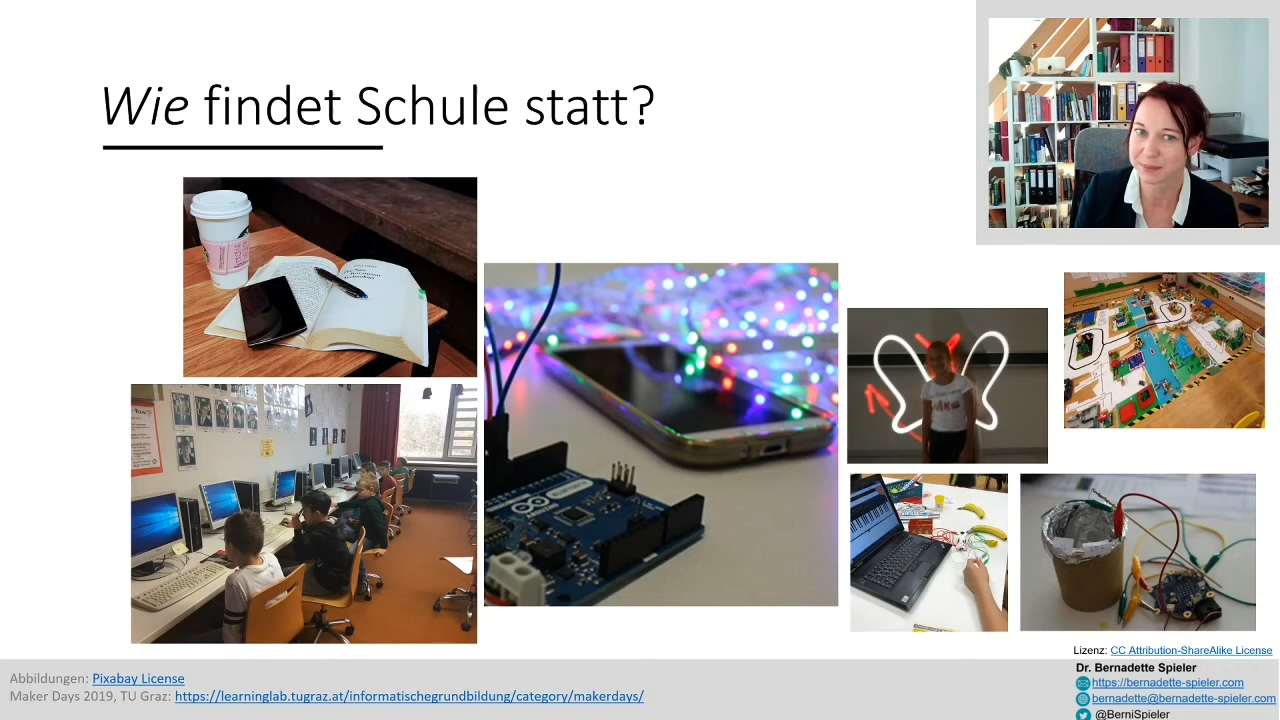 Wie findet Schule statt?
Lizenz: CC Attribution-ShareAlike License
Abbildungen: Pixabay License
Maker Days 2019, TU Graz: https://learninglab.tugraz.at/informatischegrundbildung/category/makerdays/
Dr. Bernadette Spieler
https://bernadette-spieler.com
bernadette@bernadette-spieler.com
@BerniSpieler